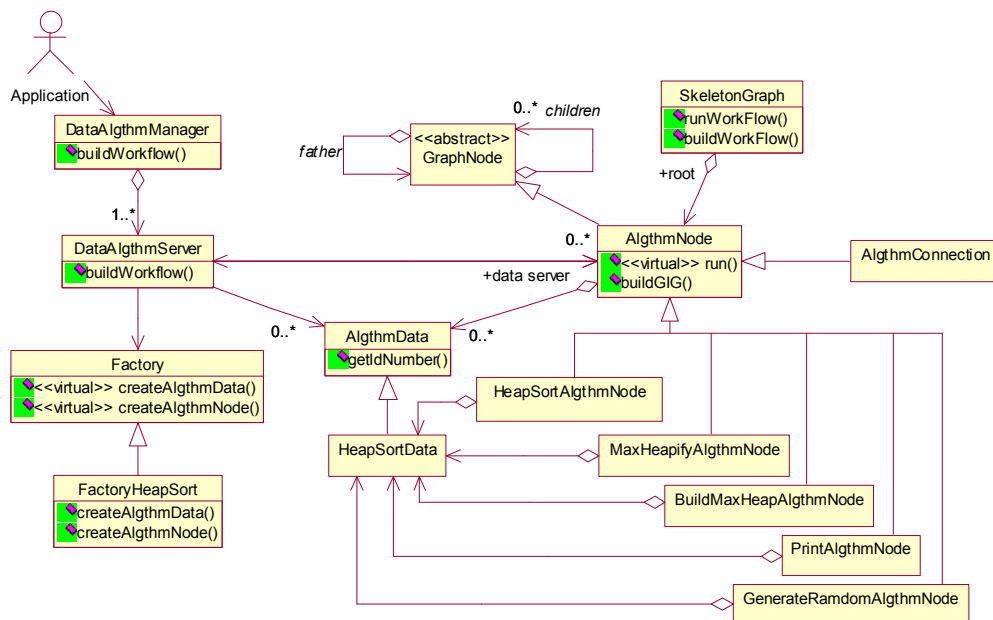 Application
DataAlgthmManager
buildWorkflow()
1..*
DataAlgthmServer
buildWorkflow()
Factory
<<virtual>> createAlgthmData()
<<virtual>> createAlgthmNode()
FactoryHeapSort
createAlgthmData()
createAlgthmNode()
father
<<abstract>>
GraphNode
0..*
children
SkeletonGraph
runWorkFlow()
buildWorkFlow()
+root
0..*
AlgthmNode
<<virtual>> run()
buildGIG()
+data server
AlgthmConnection
0..*
AlgthmData
getIdNumber()
0..*
HeapSortData
HeapSortAlgthmNode
MaxHeapifyAlgthmNode
BuildMaxHeapAlgthmNode
PrintAlgthmNode
GenerateRamdomAlgthmNode